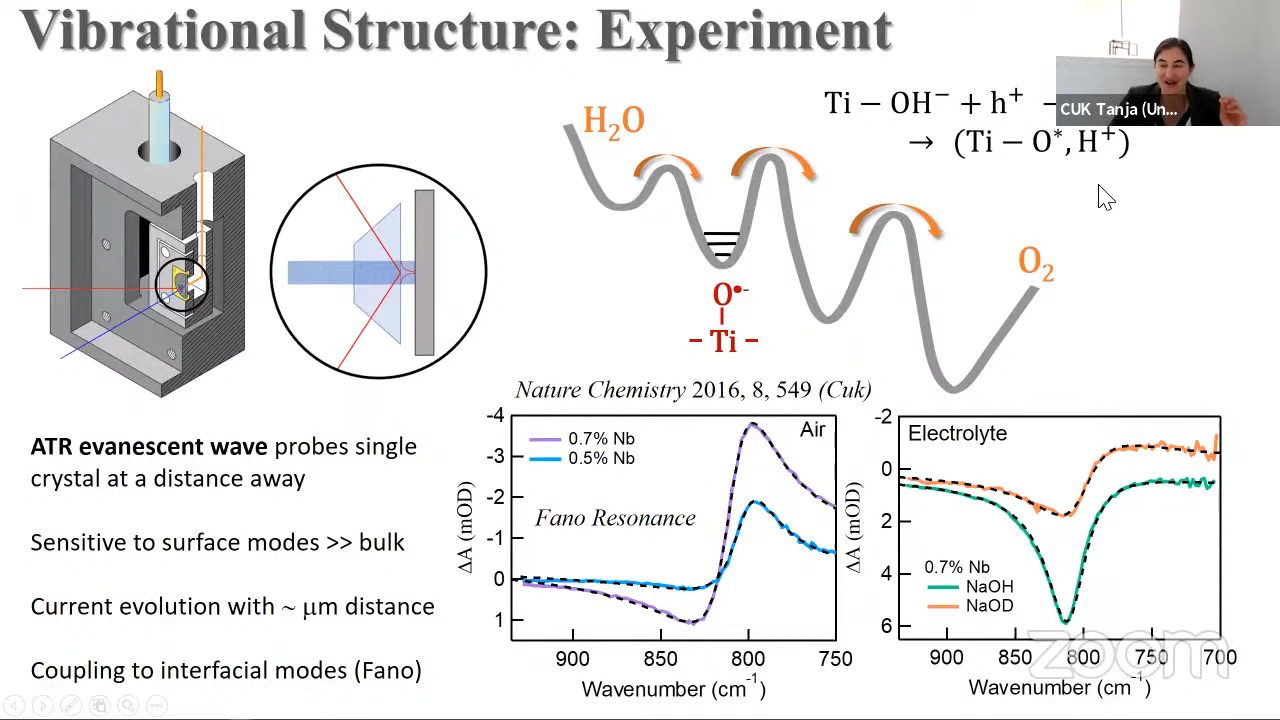 Vibrational Structure: Experiment
Ti − OH⁻ + h⁺ →
→ (Ti − O*, H⁺)
CUK Tanja (Un...
H₂O
O₂
O•-
– Ti –
Nature Chemistry 2016, 8, 549 (Cuk)
ATR evanescent wave probes single
crystal at a distance away
Sensitive to surface modes >> bulk
Current evolution with ~ μm distance
Coupling to interfacial modes (Fano)
-4
-3
-2
-1
0
1
ΔA (mOD)
0.7% Nb
0.5% Nb
Air
Fano Resonance
900
850
800
750
Wavenumber (cm⁻¹)
-2
0
2
4
6
ΔA (mOD)
Electrolyte
0.7% Nb
NaOH
NaOD
900
850
800
750
700
Wavenumber (cm⁻¹)
zoom